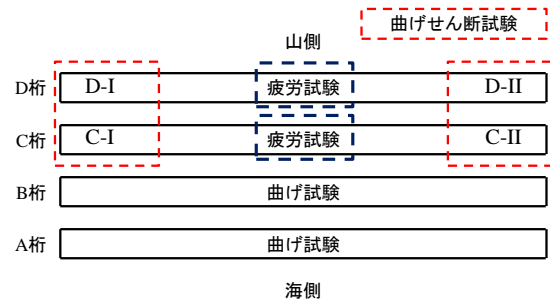 曲げせん断試験
山側
D桁 D-I 疲労試験 D-II
C桁 C-I 疲労試験 C-II
B桁 曲げ試験
A桁 曲げ試験
海側